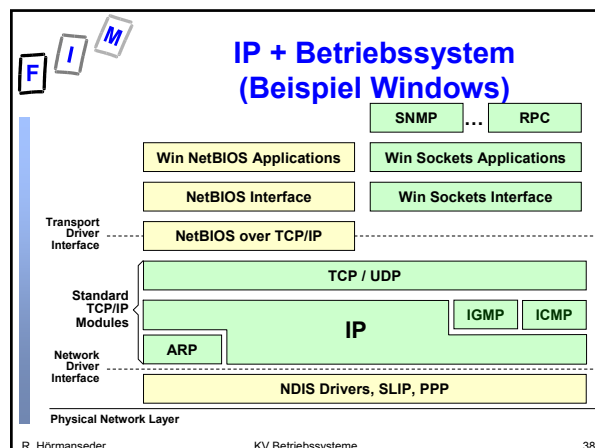 F I M
IP + Betriebssystem
(Beispiel Windows)
SNMP ... RPC
Win NetBIOS Applications
Win Sockets Applications
NetBIOS Interface
Win Sockets Interface
Transport
Driver
Interface
NetBIOS over TCP/IP
TCP / UDP
Standard
TCP/IP
Modules
IP
IGMP
ICMP
ARP
Network
Driver
Interface
NDIS Drivers, SLIP, PPP
Physical Network Layer
R. Hörmanseder KV Betriebssysteme 38